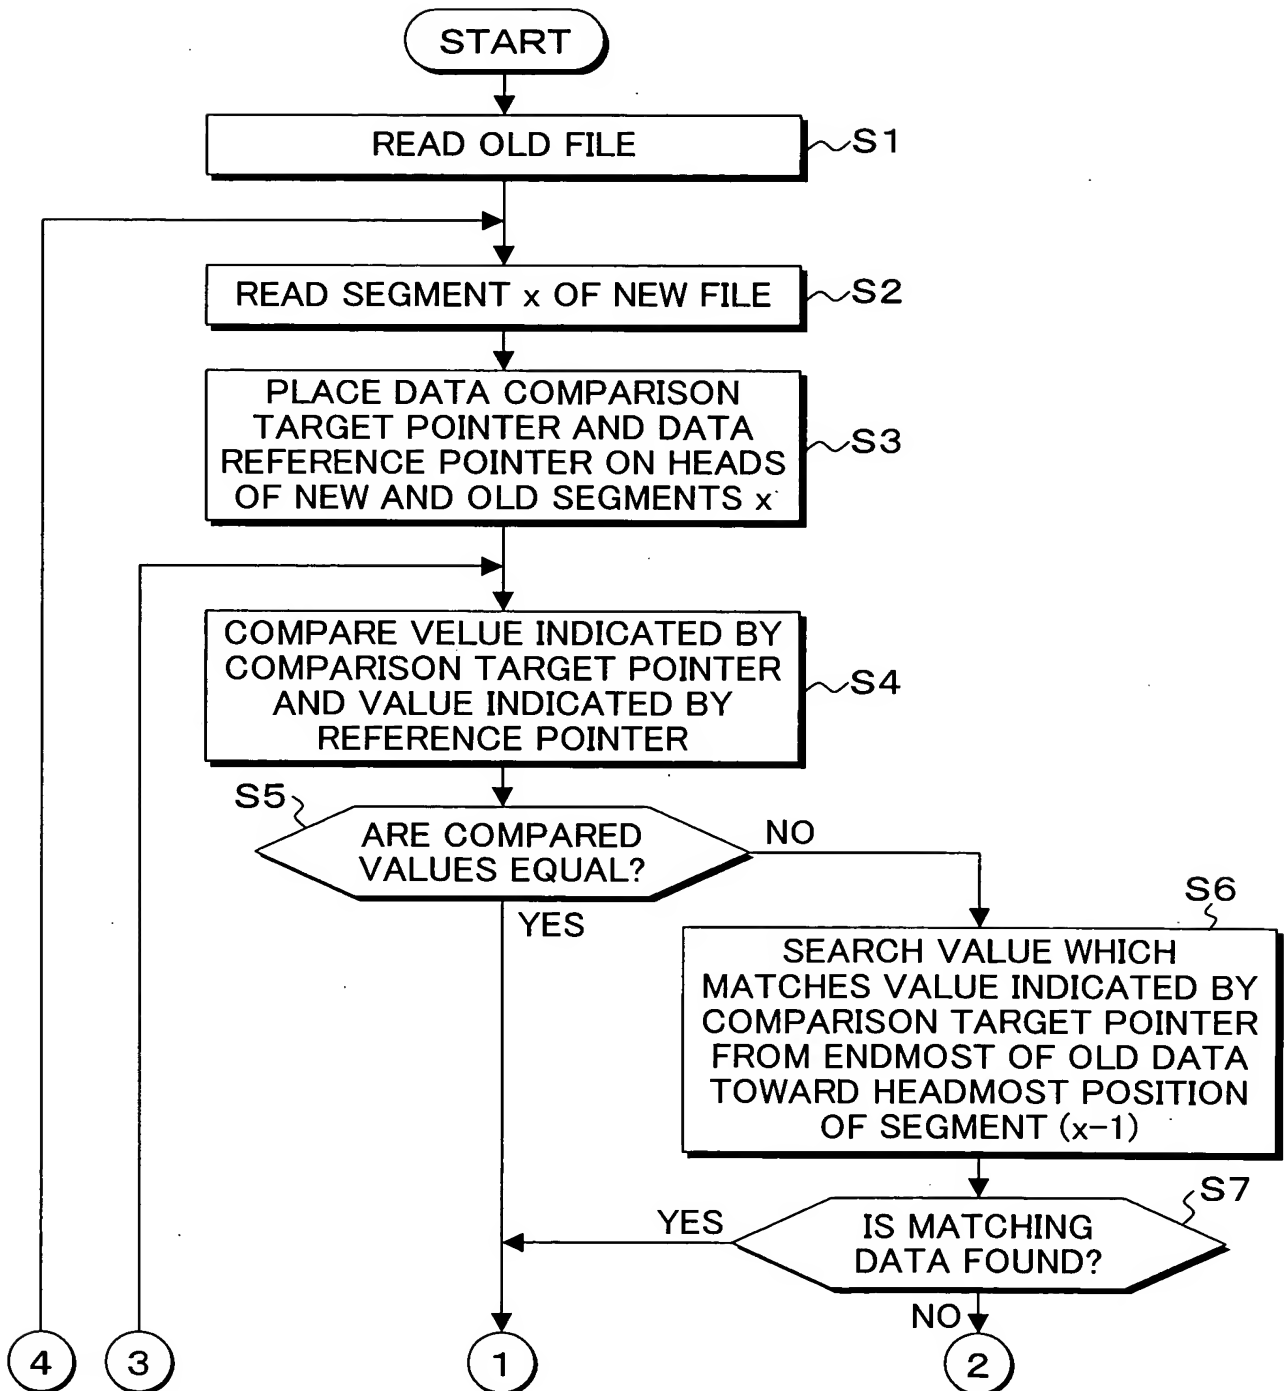 START
READ OLD FILE
S1
READ SEGMENT x OF NEW FILE
S2
PLACE DATA COMPARISON
TARGET POINTER AND DATA
REFERENCE POINTER ON HEADS
OF NEW AND OLD SEGMENTS x
S3
COMPARE VELUE INDICATED BY
COMPARISON TARGET POINTER
AND VALUE INDICATED BY
REFERENCE POINTER
S4
S5
ARE COMPARED
VALUES EQUAL?
NO
YES
S6
SEARCH VALUE WHICH
MATCHES VALUE INDICATED BY
COMPARISON TARGET POINTER
FROM ENDMOST OF OLD DATA
TOWARD HEADMOST POSITION
OF SEGMENT (x-1)
S7
YES
IS MATCHING
DATA FOUND?
NO
4
3
1
2